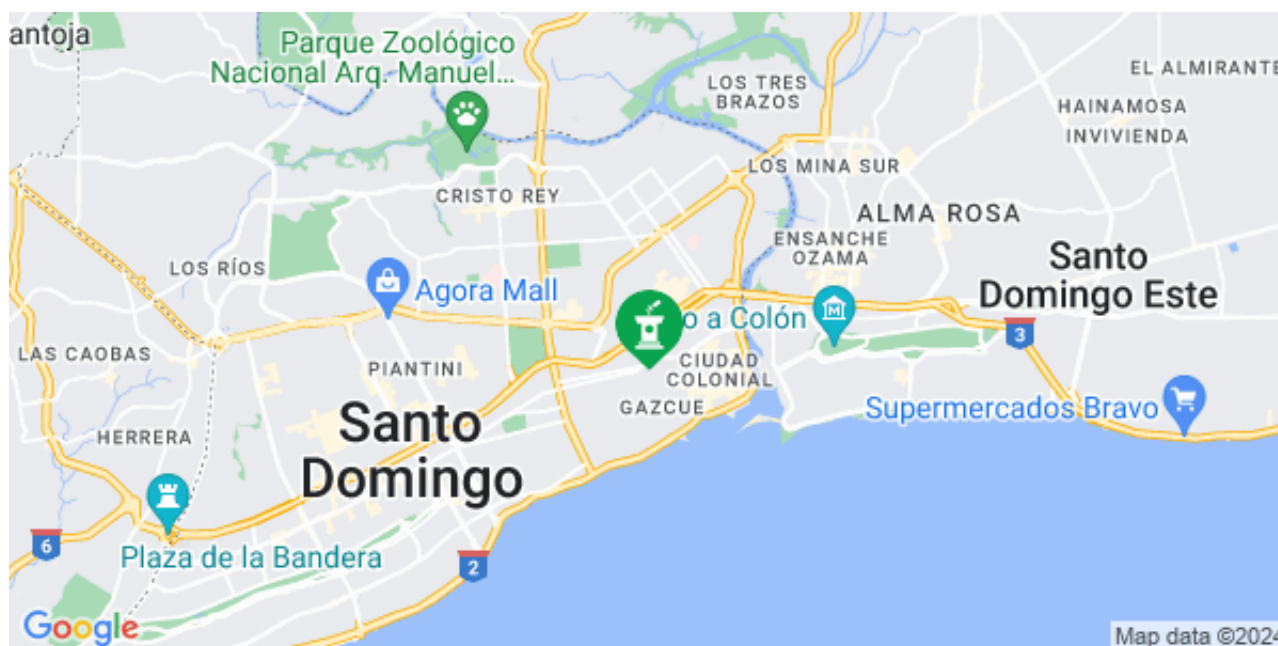 antoja
Parque Zoológico
Nacional Arq. Manuel...
LOS TRES
BRAZOS
EL ALMIRANTE
HAINAMOSA
INVIVIENDA
LOS MINA SUR
CRISTO REY
ALMA ROSA
ENSANCHE
OZAMA
LOS RÍOS
Santo
Domingo Este
Agora Mall
o a Colón
M
3
LAS CAOBAS
PIANTINI
CIUDAD
COLONIAL
GAZCUE
Supermercados Bravo
HERRERA
Santo
Domingo
6
Plaza de la Bandera
2
Google
Map data ©2024